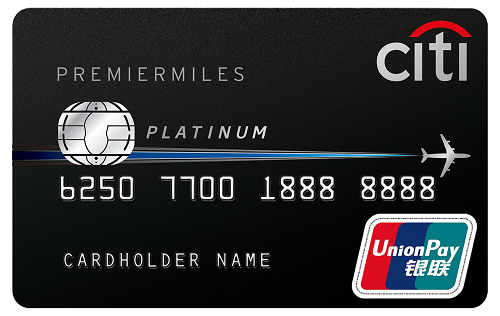 citi
PREMIERMILES
PLATINUM
6250 7700 1888 8888
UnionPay
银联
CARDHOLDER NAME